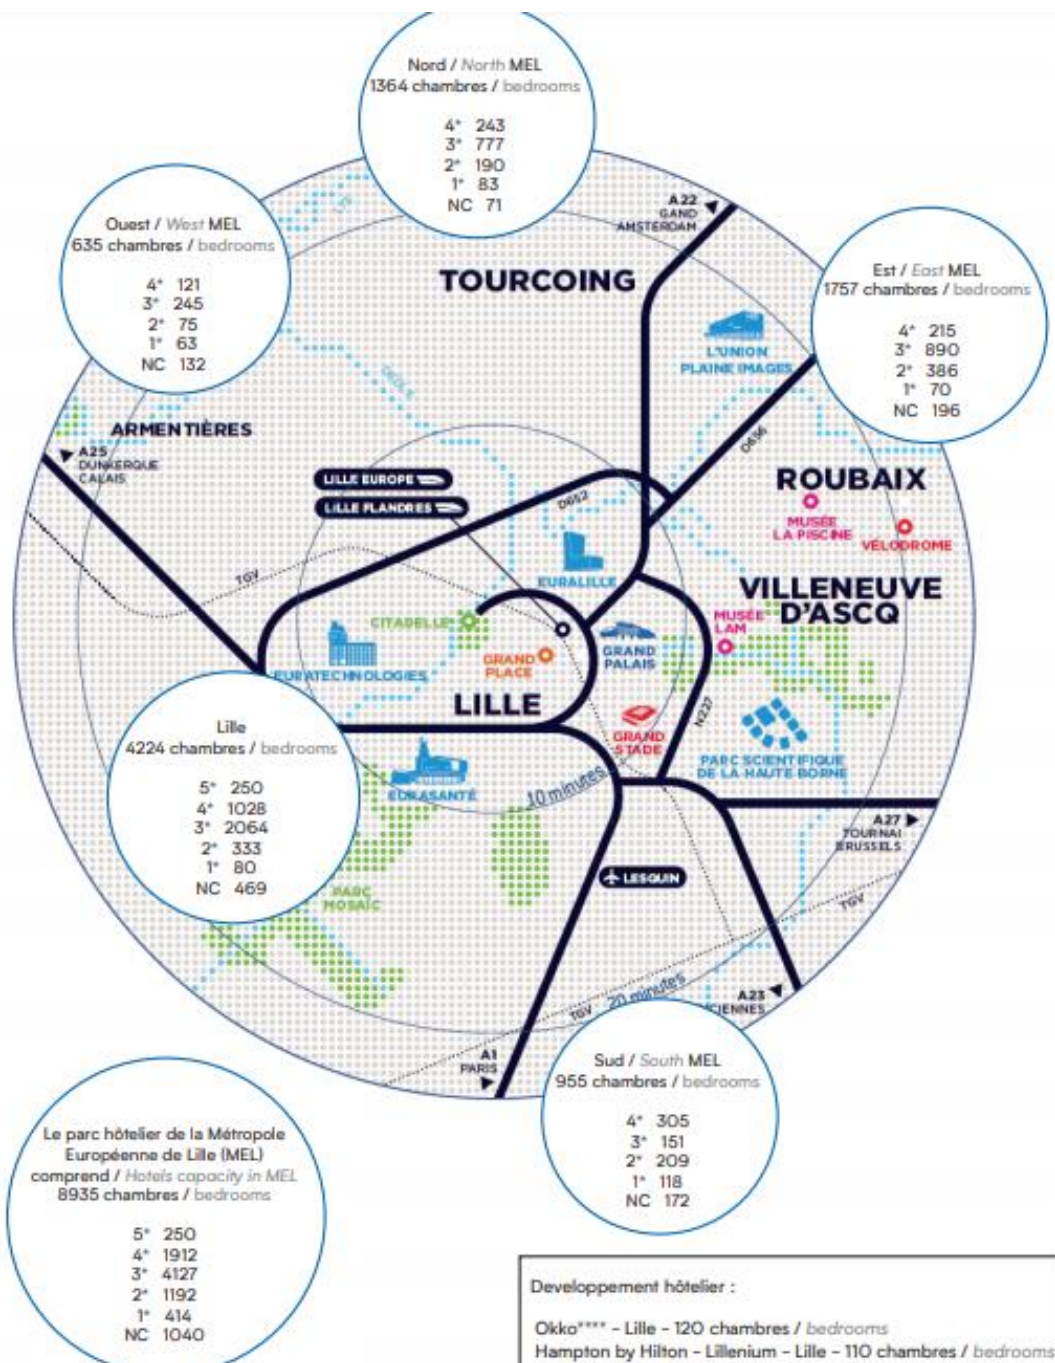 Nord / North MEL
1364 chambres / bedrooms
4* 243
3* 777
2* 190
1* 83
NC 71
Ouest / West MEL
635 chambres / bedrooms
4* 121
3* 245
2* 75
1* 63
NC 132
A22
GAND
AMSTERDAM
Est / East MEL
1757 chambres / bedrooms
4* 215
3* 890
2* 386
1* 70
NC 196
LYS
TOURCOING
L'UNION
PLAINE IMAGES
DEÛLE
ARMENTIÈRES
A25
DUNKERQUE
CALAIS
D656
LILLE EUROPE
LILLE FLANDRES
D652
ROUBAIX
MUSÉE
LA PISCINE
VÉLODROME
TGV
EURALILLE
VILLENEUVE
D'ASCQ
CITADELLE
MUSÉE
LAM
EURATECHNOLOGIES
GRAND
PLACE
GRAND
PALAIS
LILLE
N227
GRAND
STADE
PARC SCIENTIFIQUE
DE LA HAUTE BORNE
Lille
4224 chambres / bedrooms
5* 250
4* 1028
3* 2064
2* 333
1* 80
NC 469
EURASANTÉ
10 minutes
A27
TOURNAI
BRUSSELS
LESQUIN
PARC
MOSAÏC
TGV
20 minutes
TGV
A23
CIENNES
A1
PARIS
Sud / South MEL
955 chambres / bedrooms
4* 305
3* 151
2* 209
1* 118
NC 172
Le parc hôtelier de la Métropole
Européenne de Lille (MEL)
comprend / Hotels capacity in MEL
8935 chambres / bedrooms
5* 250
4* 1912
3* 4127
2* 1192
1* 414
NC 1040
Developpement hôtelier :
Okko**** - Lille - 120 chambres / bedrooms
Hampton by Hilton - Lillenium - Lille - 110 chambres / bedrooms